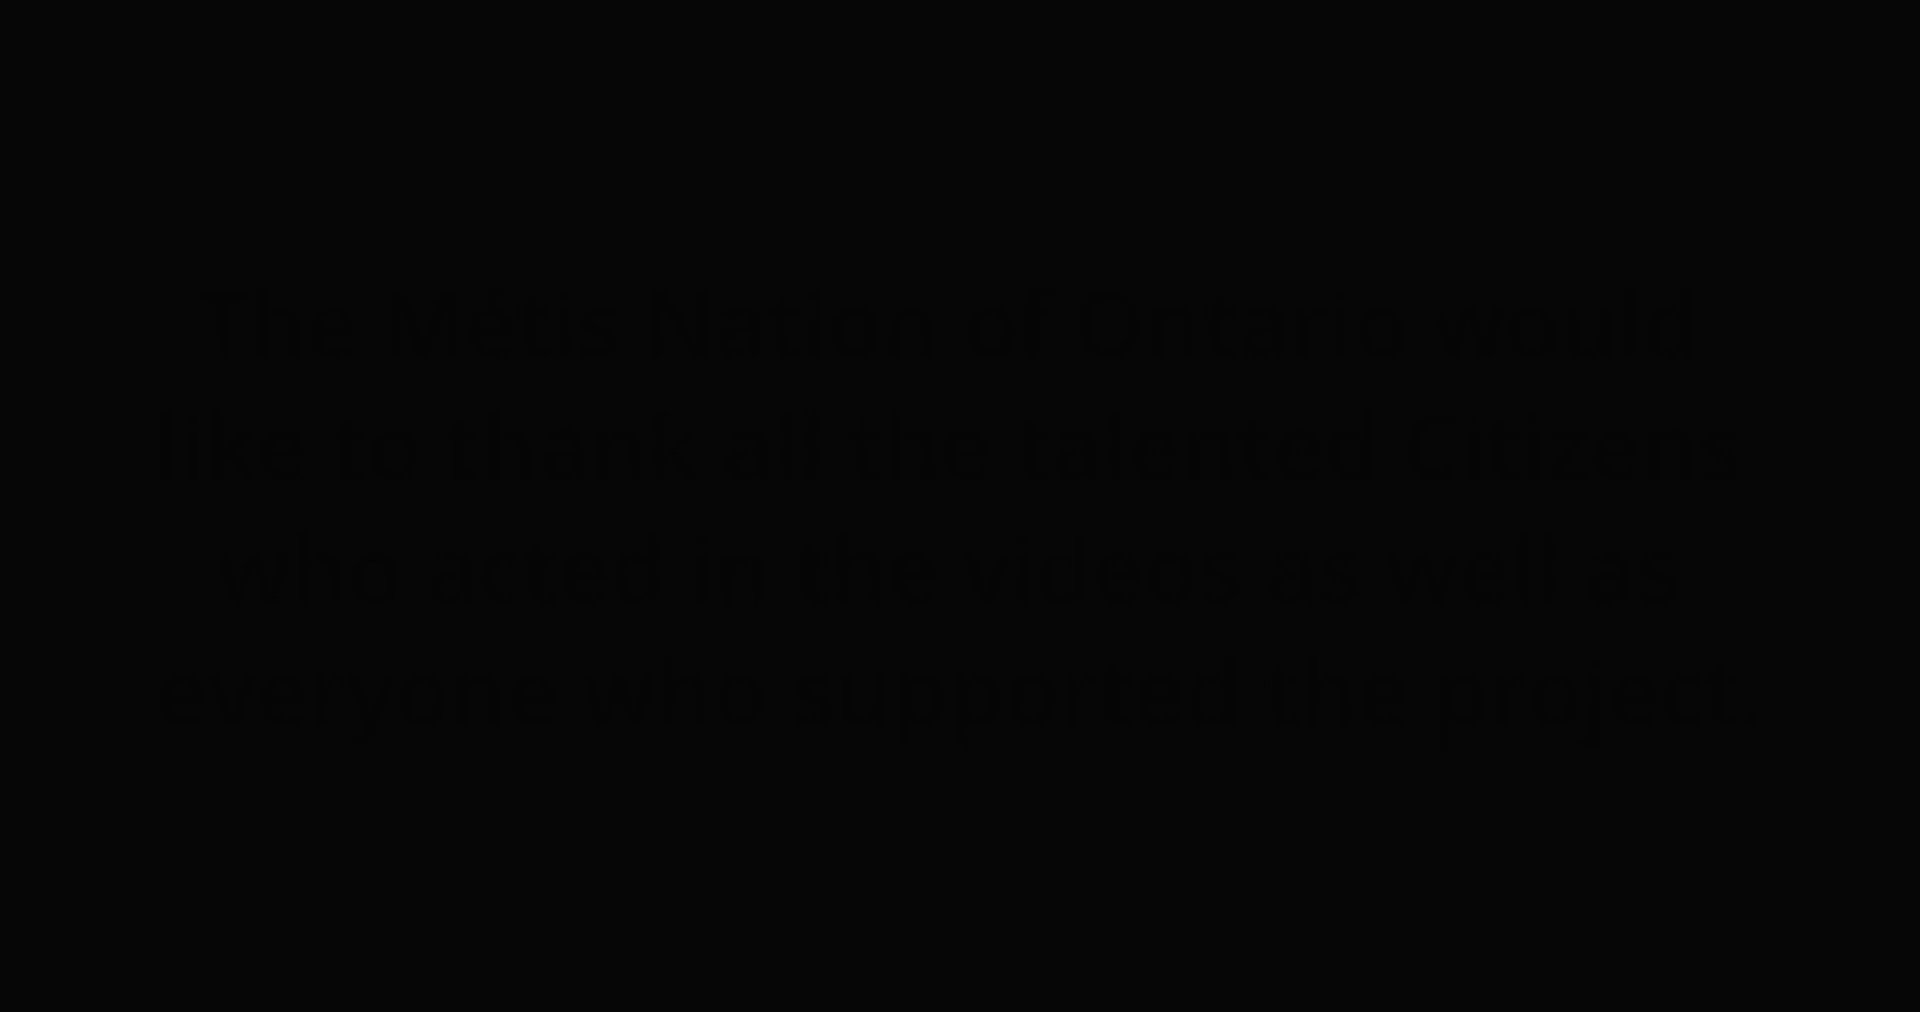 The Métis Nation of Ontario would
like to thank all the talented Citizens
who acted in the videos as well as
everyone who supported the project.